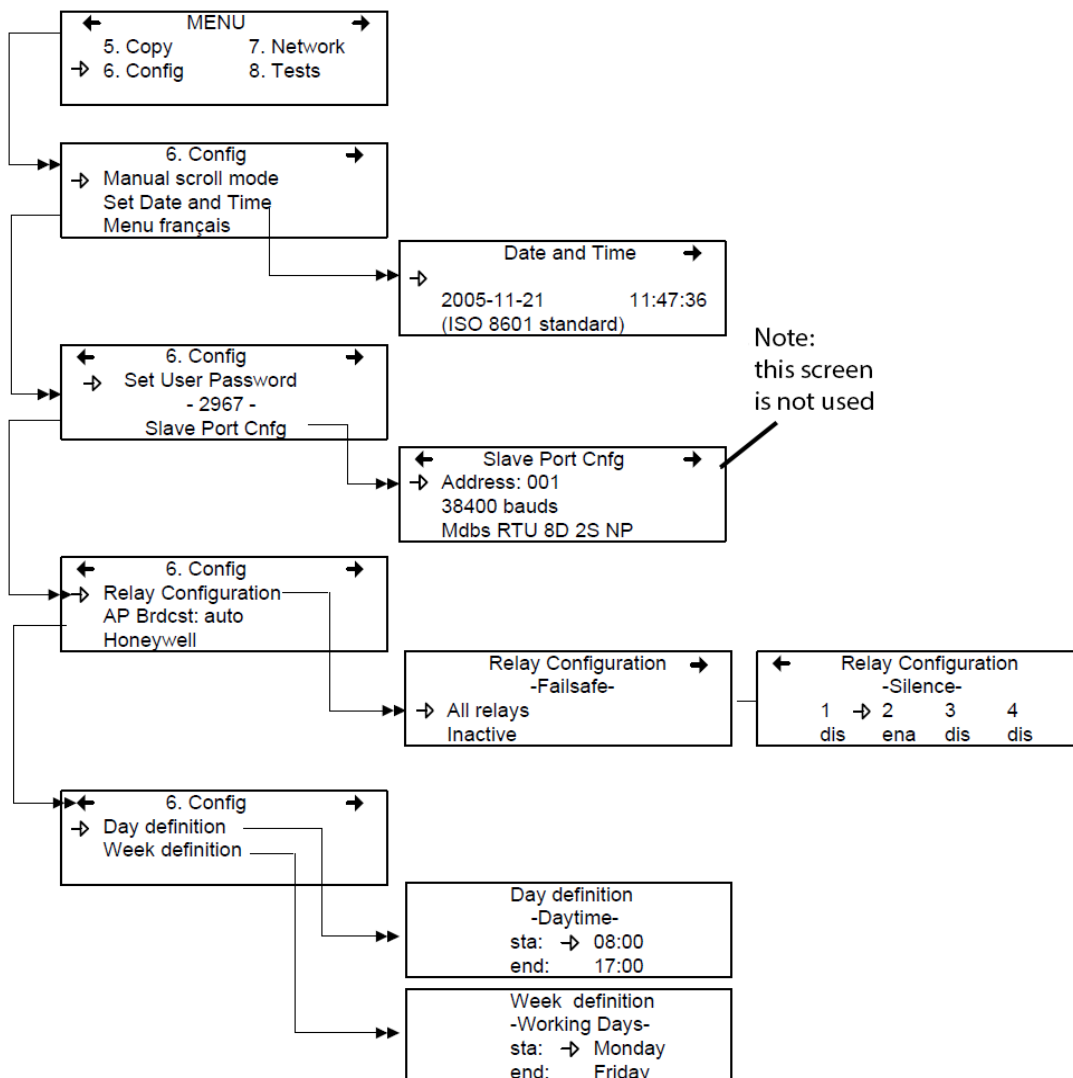 MENU
5. Copy 7. Network
6. Config 8. Tests
6. Config
Manual scroll mode
Set Date and Time
Menu français
Date and Time
2005-11-21 11:47:36
(ISO 8601 standard)
6. Config
Set User Password
- 2967 -
Slave Port Cnfg
Note:
this screen
is not used
Slave Port Cnfg
Address: 001
38400 bauds
Mdbs RTU 8D 2S NP
6. Config
Relay Configuration
AP Brdcst: auto
Honeywell
Relay Configuration
-Failsafe-
All relays
Inactive
Relay Configuration
-Silence-
1 2 3 4
dis ena dis dis
6. Config
Day definition
Week definition
Day definition
-Daytime-
sta: 08:00
end: 17:00
Week definition
-Working Days-
sta: Monday
end: Friday